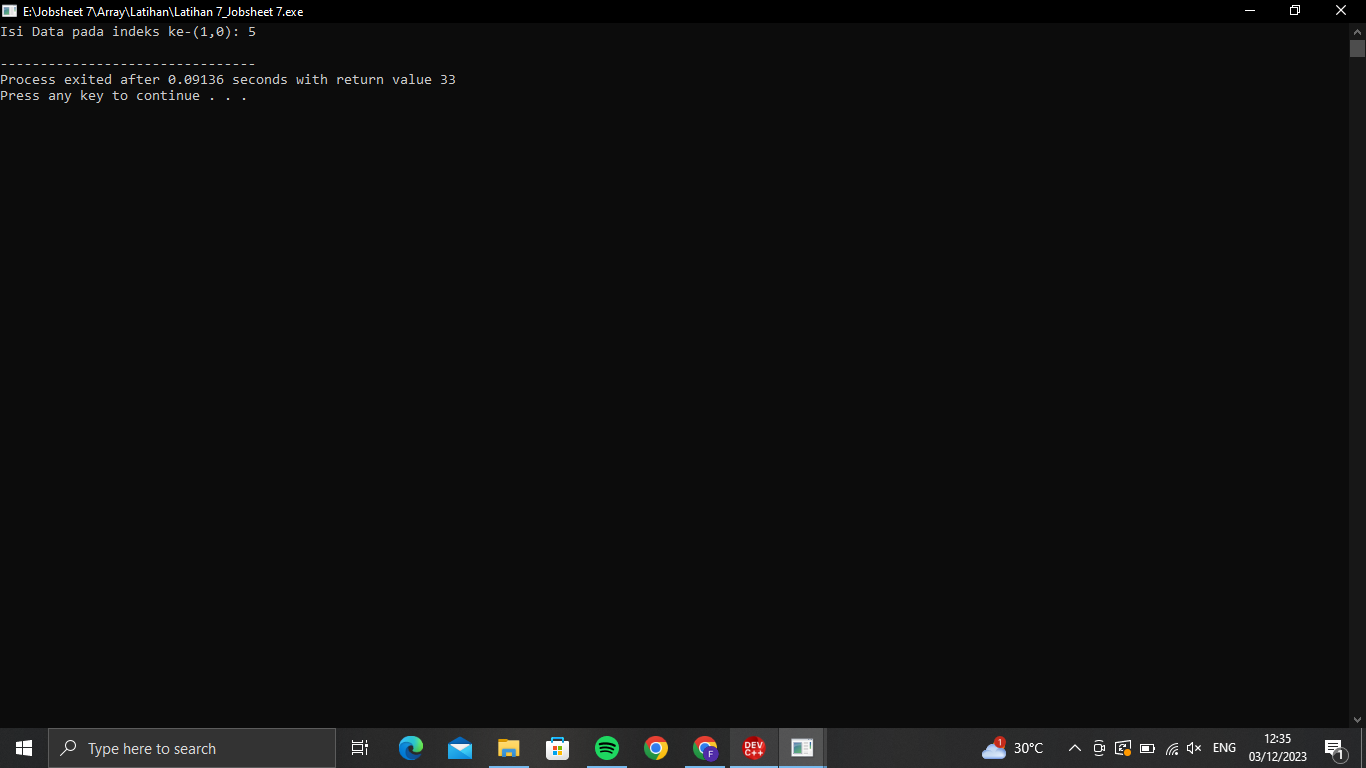 E:\Jobsheet 7\Array\Latihan\Latihan 7_Jobsheet 7.exe
Isi Data pada indeks ke-(1,0): 5
--------------------------------
Process exited after 0.09136 seconds with return value 33
Press any key to continue . . .
Type here to search
F
DEV
C++
1
30°C
ENG
12:35
03/12/2023
1